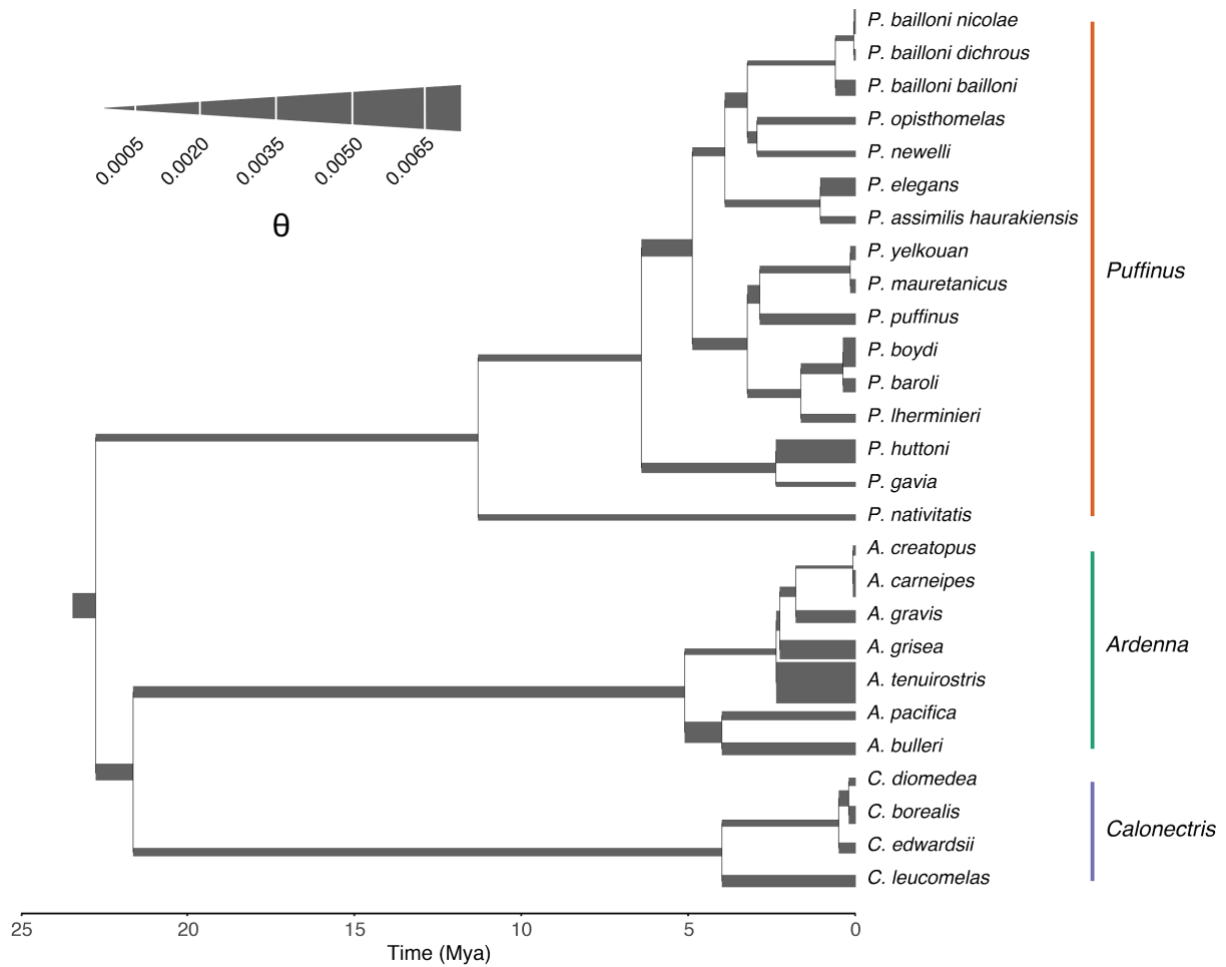 P. bailloni nicolae
P. bailloni dichrous
P. bailloni bailloni
P. opisthomelas
P. newelli
P. elegans
P. assimilis haurakiensis
P. yelkouan
P. mauretanicus
P. puffinus
P. boydi
P. baroli
P. lherminieri
P. huttoni
P. gavia
P. nativitatis
A. creatopus
A. carneipes
A. gravis
A. grisea
A. tenuirostris
A. pacifica
A. bulleri
C. diomedea
C. borealis
C. edwardsii
C. leucomelas
Puffinus
Ardenna
Calonectris
0.0005 0.0020 0.0035 0.0050 0.0065
θ
25 20 15 10 5 0
Time (Mya)